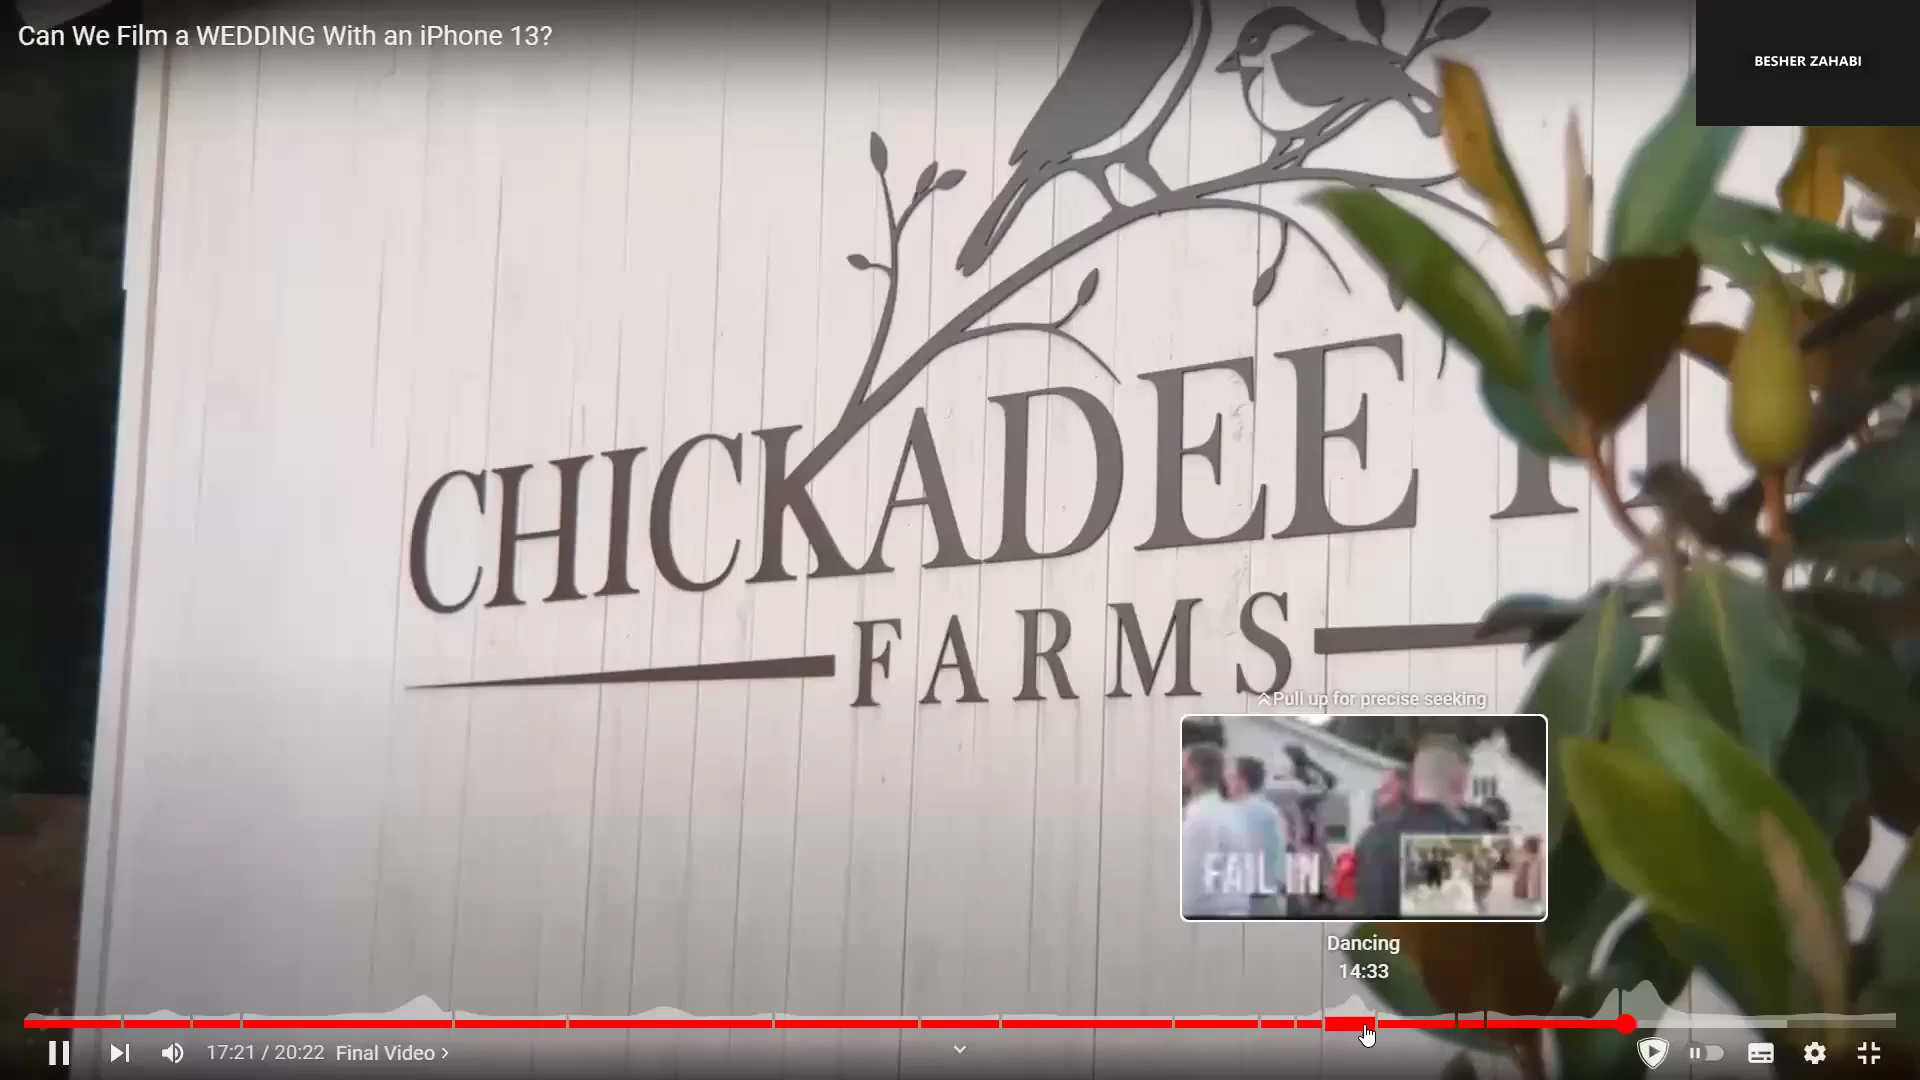 Can We Film a WEDDING With an iPhone 13?
BESHER ZAHABI
CHICKADEE
FARMS
Pull up for precise seeking
FAIL IN 2
Dancing
14:33
17:21 / 20:22 Final Video